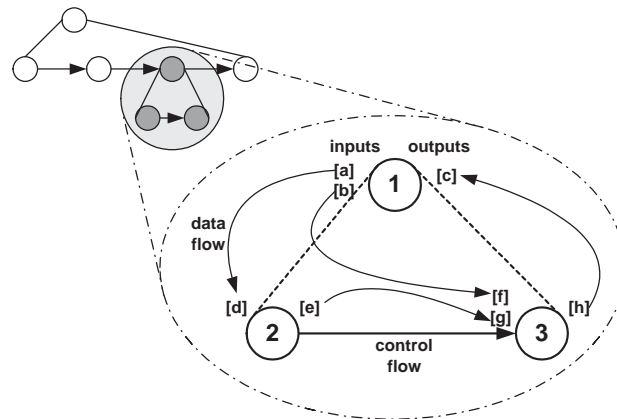 inputs outputs
[a]
[b]
1
[c]
data
flow
[d]
[e]
[f]
[g]
[h]
2
3
control
flow